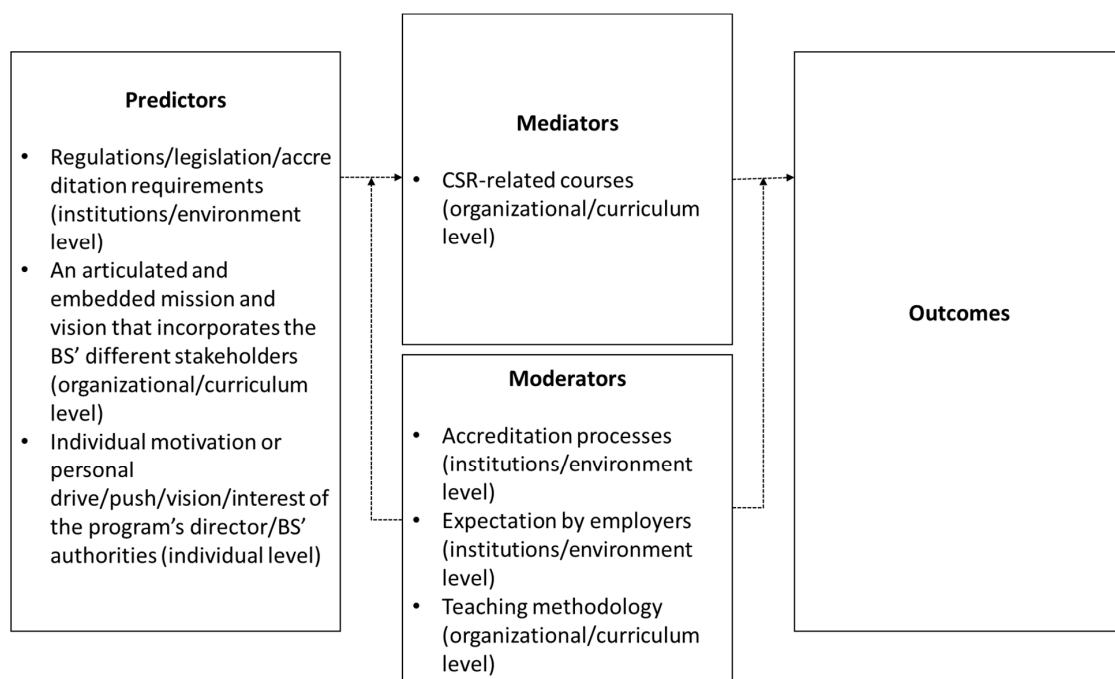 Predictors
• Regulations/legislation/accre
ditation requirements
(institutions/environment
level)
• An articulated and
embedded mission and
vision that incorporates the
BS’ different stakeholders
(organizational/curriculum
level)
• Individual motivation or
personal
drive/push/vision/interest of
the program’s director/BS’
authorities (individual level)
Mediators
• CSR-related courses
(organizational/curriculum
level)
Moderators
• Accreditation processes
(institutions/environment
level)
• Expectation by employers
(institutions/environment
level)
• Teaching methodology
(organizational/curriculum
level)
Outcomes